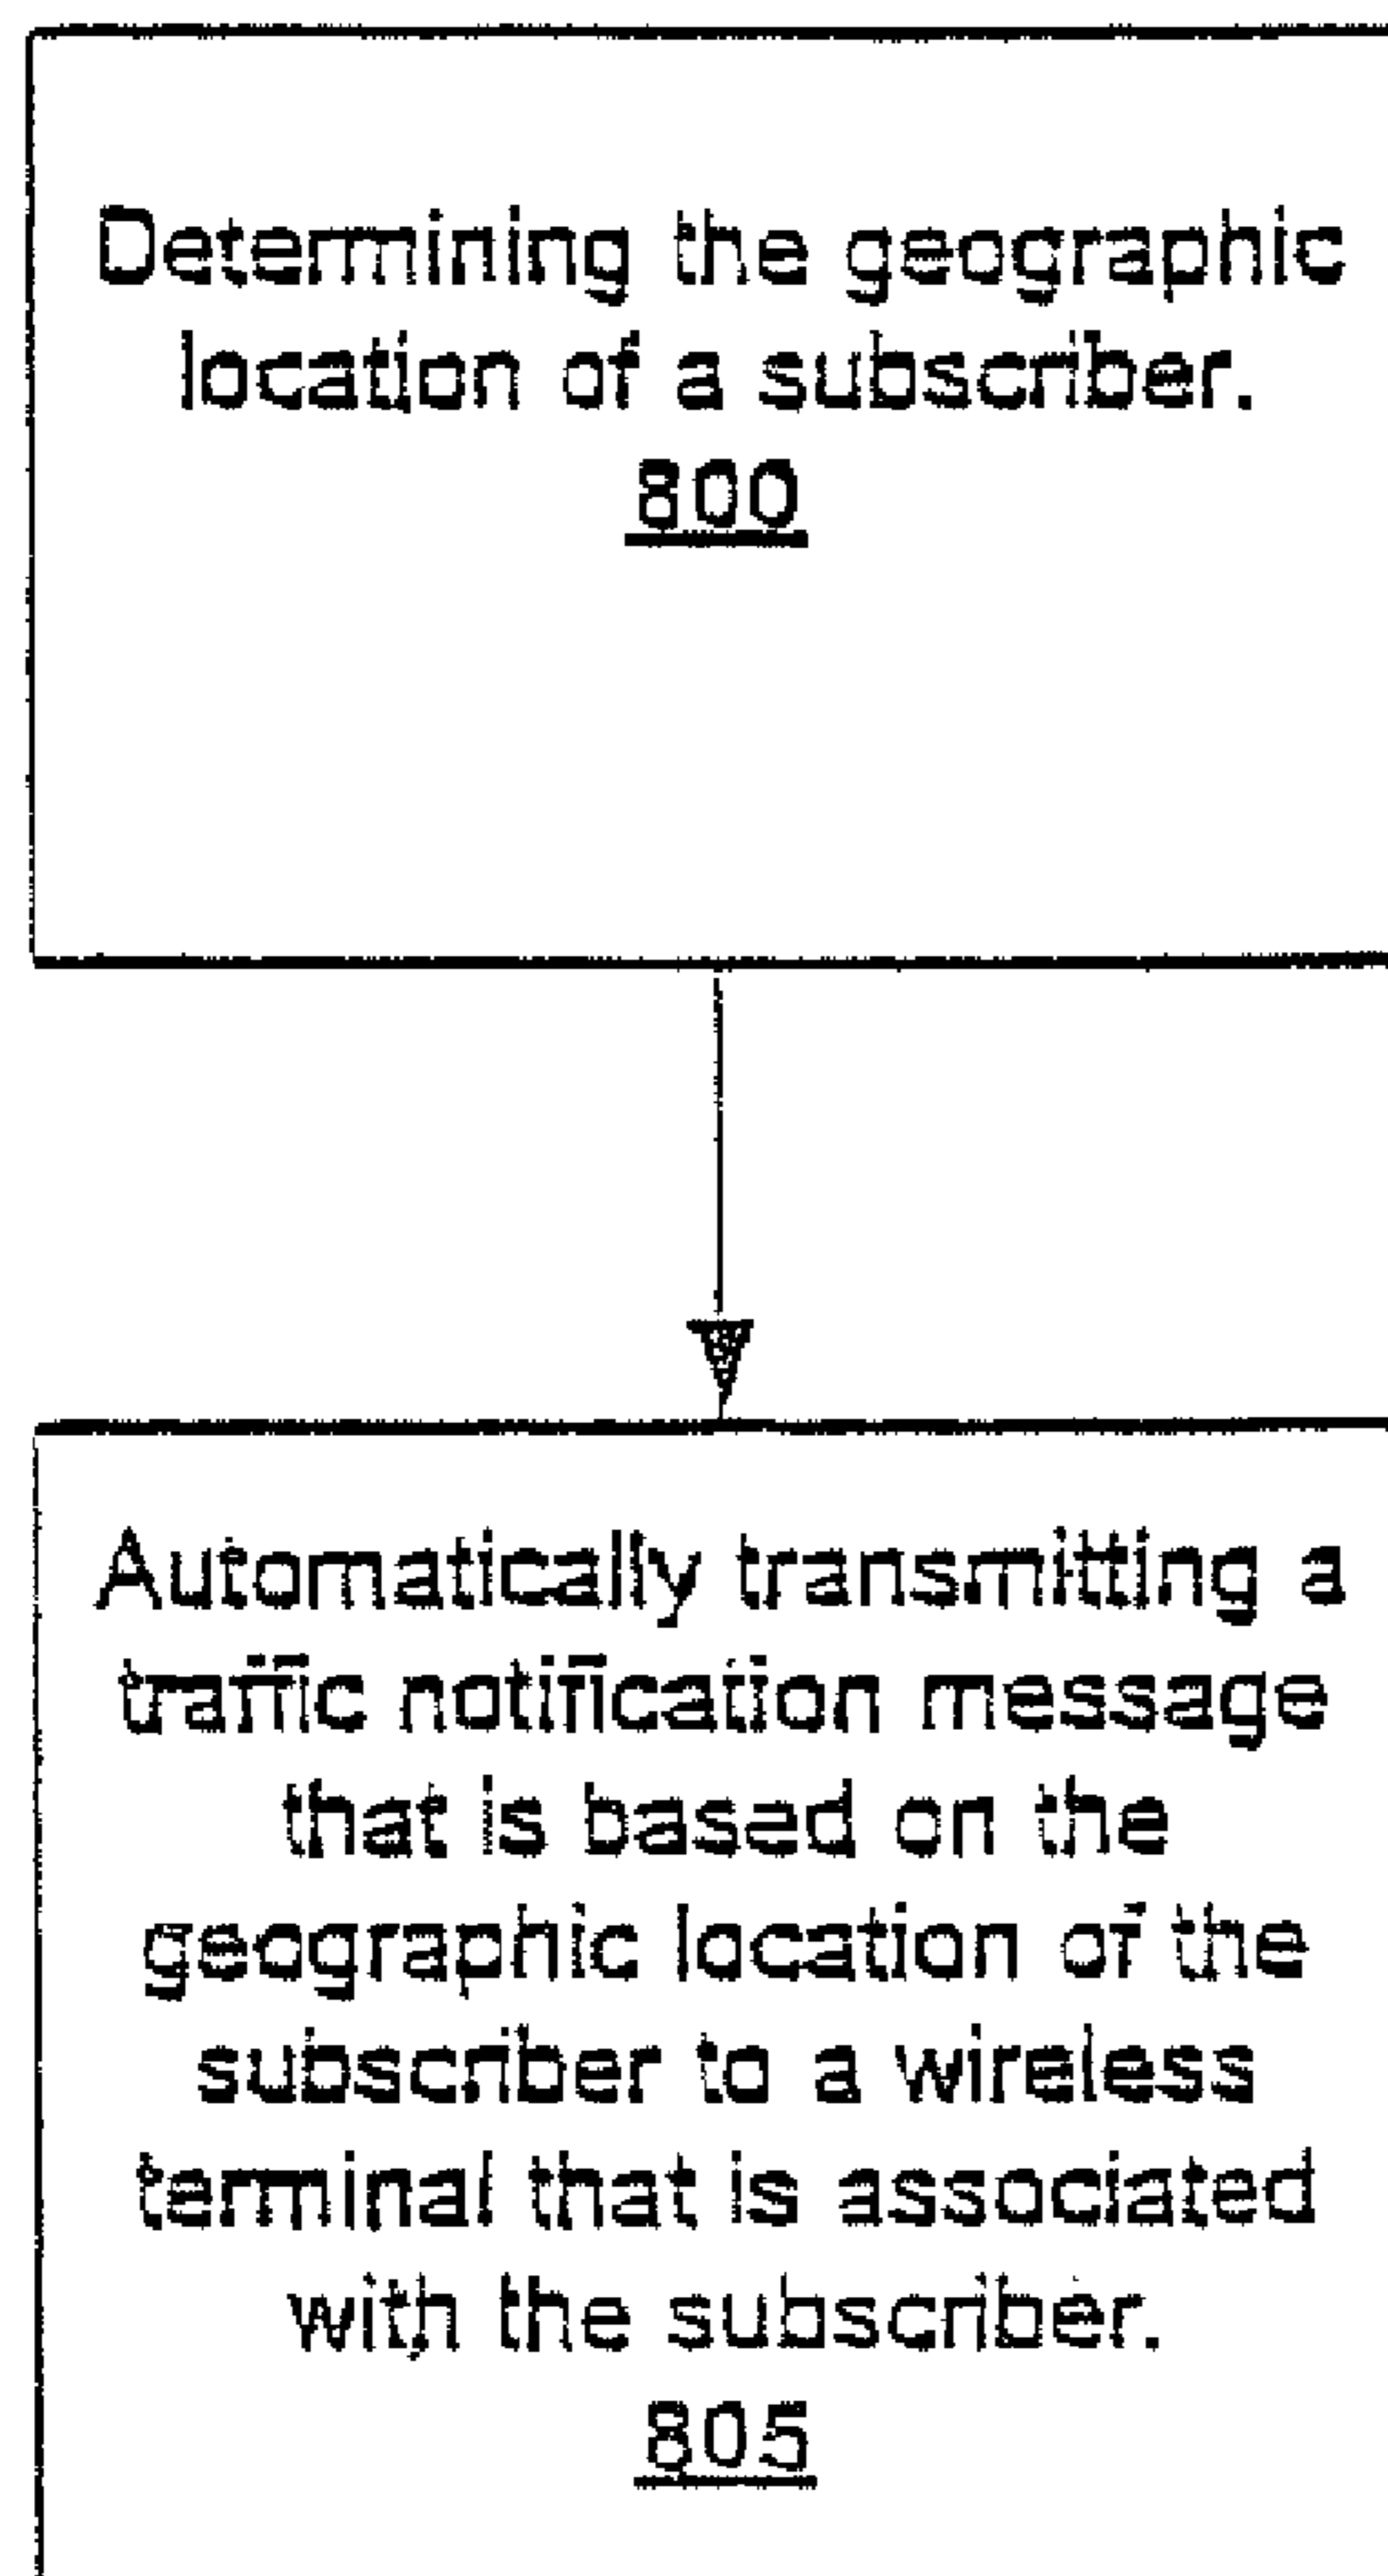 Determining the geographic
location of a subscriber.
800
Automatically transmitting a
traffic notification message
that is based on the
geographic location of the
subscriber to a wireless
terminal that is associated
with the subscriber.
805